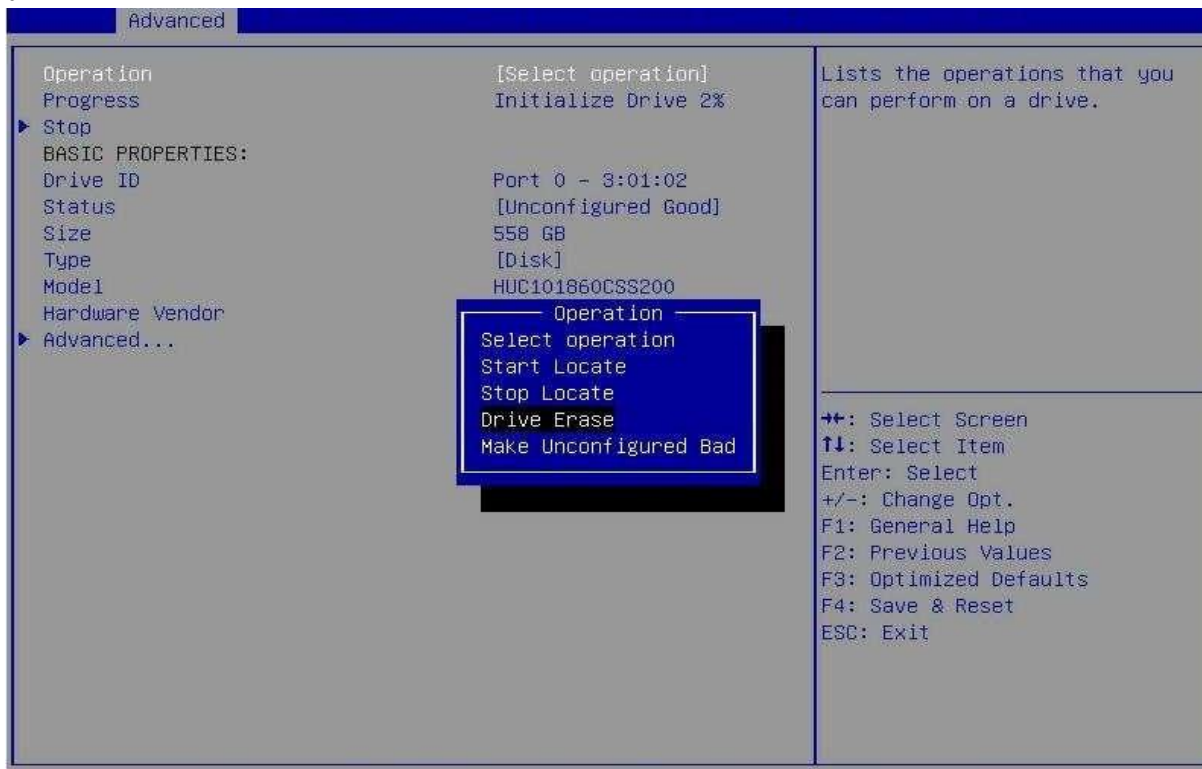 Advanced
Operation [Select operation]
Progress Initialize Drive 2%
Stop
BASIC PROPERTIES:
Drive ID Port 0 - 3:01:02
Status [Unconfigured Good]
Size 558 GB
Type [Disk]
Model HUC101860CSS200
Hardware Vendor
Advanced...
Operation
Select operation
Start Locate
Stop Locate
Drive Erase
Make Unconfigured Bad
Lists the operations that you
can perform on a drive.
→←: Select Screen
↑↓: Select Item
Enter: Select
+/-: Change Opt.
F1: General Help
F2: Previous Values
F3: Optimized Defaults
F4: Save & Reset
ESC: Exit